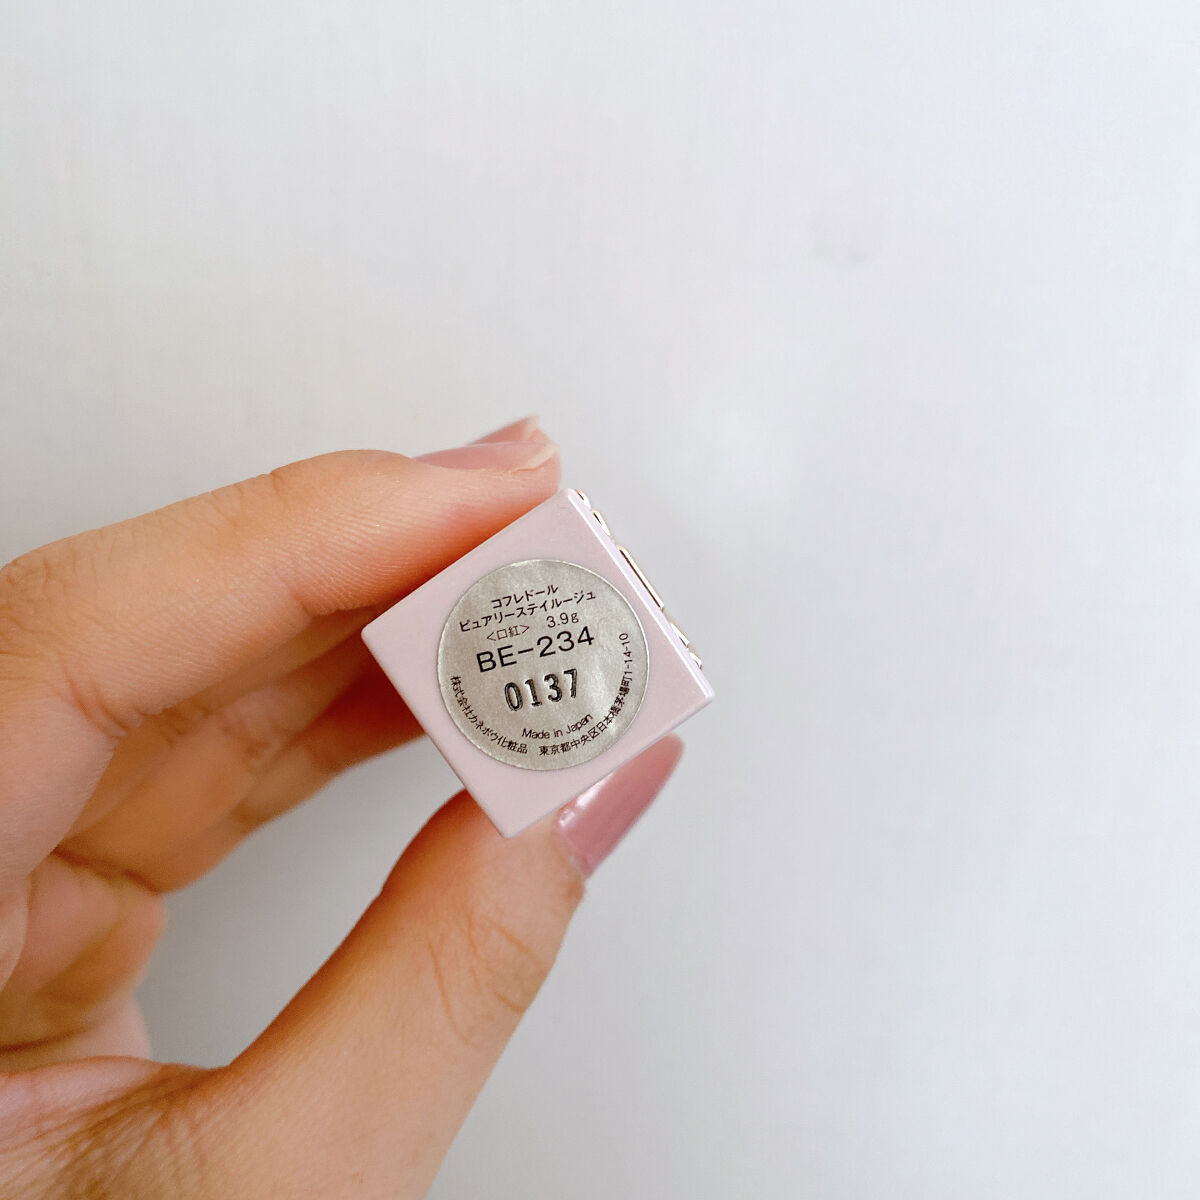 コフレドール
ピュアリーステイルージュ
<口紅> 3.9g
BE-234
0137
Made in Japan
株式会社カネボウ化粧品 東京都中央区日本橋茅場町1-14-10